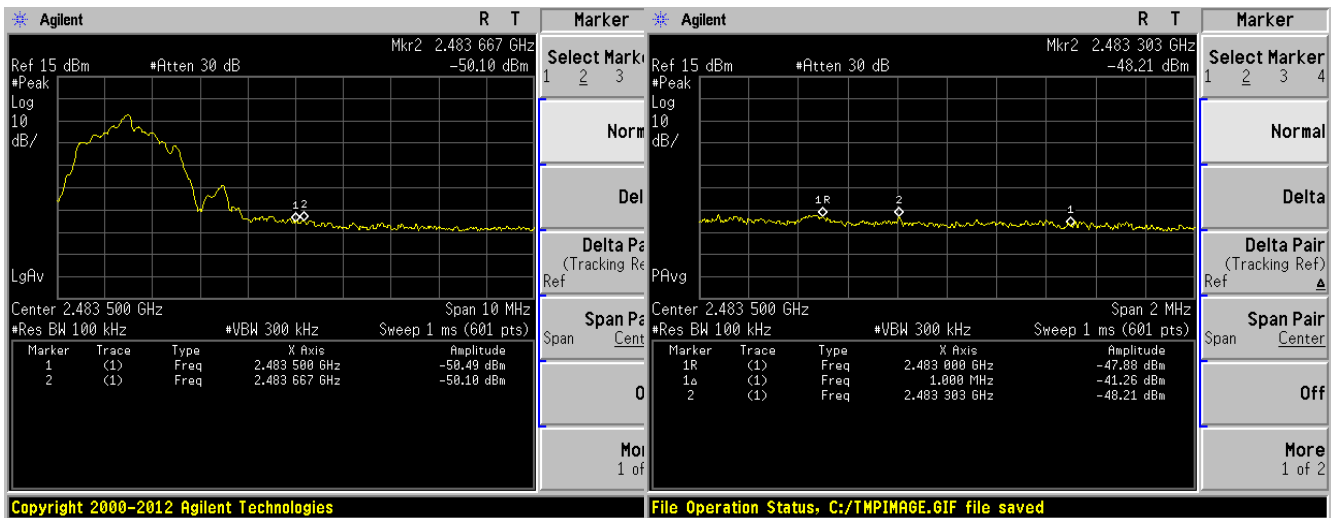 Agilent R T Marker
Mkr2 2.483 667 GHz
Ref 15 dBm #Atten 30 dB -50.10 dBm
#Peak
Log
10
dB/
1 2
LgAv
Center 2.483 500 GHz Span 10 MHz
#Res BW 100 kHz #VBW 300 kHz Sweep 1 ms (601 pts)
Marker Trace Type X Axis Amplitude
1 (1) Freq 2.483 500 GHz -50.49 dBm
2 (1) Freq 2.483 667 GHz -50.10 dBm
Select Mark
1 2 3
Norm
Del
Delta Pa
(Tracking Re
Ref
Span Pa
Span Cent
O
Mo
1 of
Copyright 2000-2012 Agilent Technologies
Agilent R T Marker
Mkr2 2.483 303 GHz
Ref 15 dBm #Atten 30 dB -48.21 dBm
#Peak
Log
10
dB/
1R 2 1
PAvg
Center 2.483 500 GHz Span 2 MHz
#Res BW 100 kHz #VBW 300 kHz Sweep 1 ms (601 pts)
Marker Trace Type X Axis Amplitude
1R (1) Freq 2.483 000 GHz -47.88 dBm
1Δ (1) Freq 1.000 MHz -41.26 dBm
2 (1) Freq 2.483 303 GHz -48.21 dBm
Select Marker
1 2 3 4
Normal
Delta
Delta Pair
(Tracking Ref)
Ref Δ
Span Pair
Span Center
Off
More
1 of 2
File Operation Status, C:/TMPIMAGE.GIF file saved